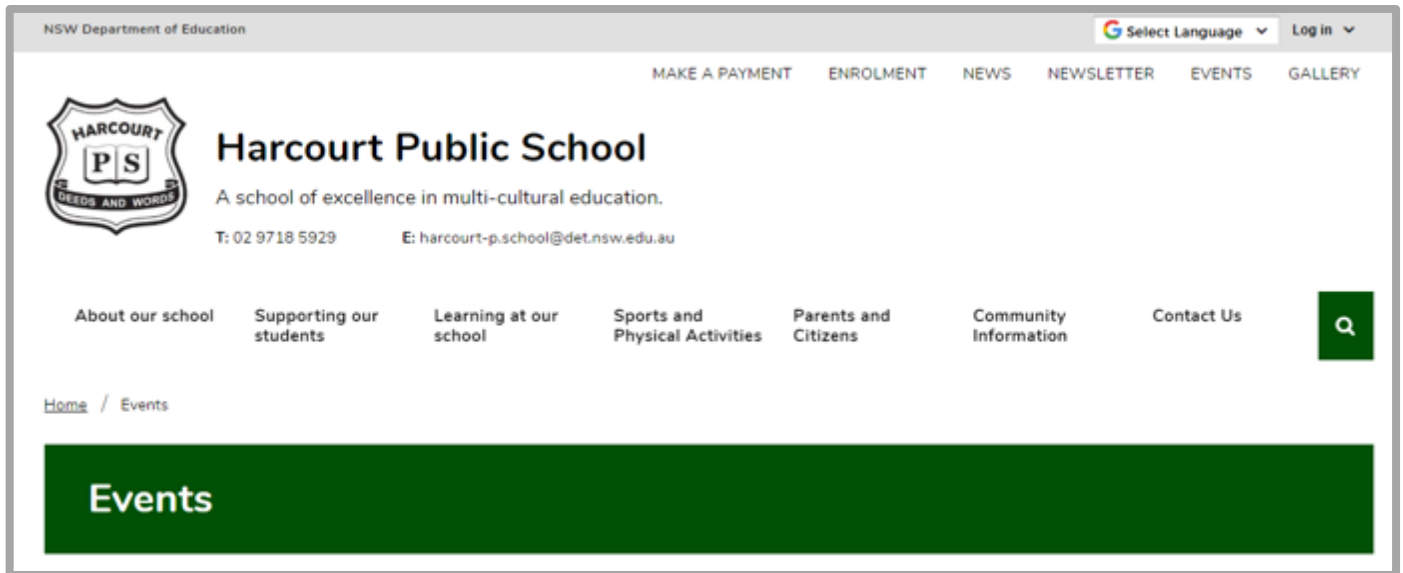 NSW Department of Education
Select Language
Log in
MAKE A PAYMENT ENROLMENT NEWS NEWSLETTER EVENTS GALLERY
HARCOURT
PS
DEEDS AND WORDS
Harcourt Public School
A school of excellence in multi-cultural education.
T: 02 9718 5929 E: harcourt-p.school@det.nsw.edu.au
About our school
Supporting our
students
Learning at our
school
Sports and
Physical Activities
Parents and
Citizens
Community
Information
Contact Us
Home / Events
Events